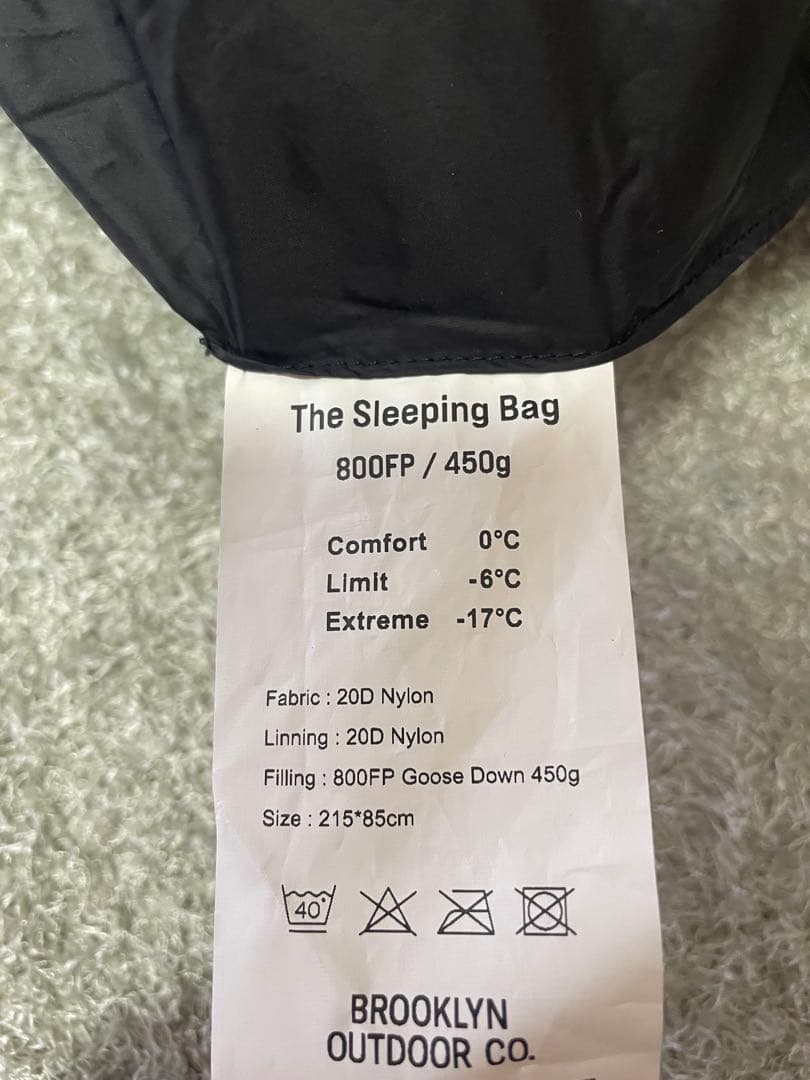 The Sleeping Bag
800FP / 450g
Comfort 0°C
Limit -6°C
Extreme -17°C
Fabric : 20D Nylon
Linning : 20D Nylon
Filling : 800FP Goose Down 450g
Size : 215*85cm
40°
BROOKLYN
OUTDOOR CO.